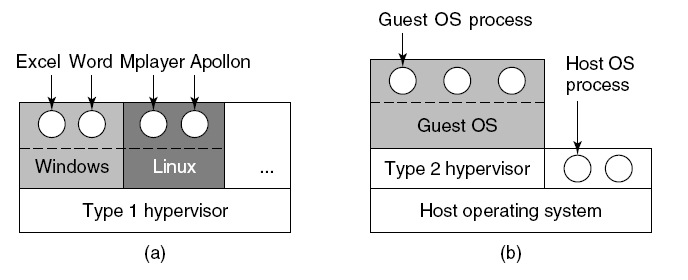 Excel Word Mplayer Apollon
Windows
Linux
...
Type 1 hypervisor
(a)
Guest OS process
Host OS
process
Guest OS
Type 2 hypervisor
Host operating system
(b)